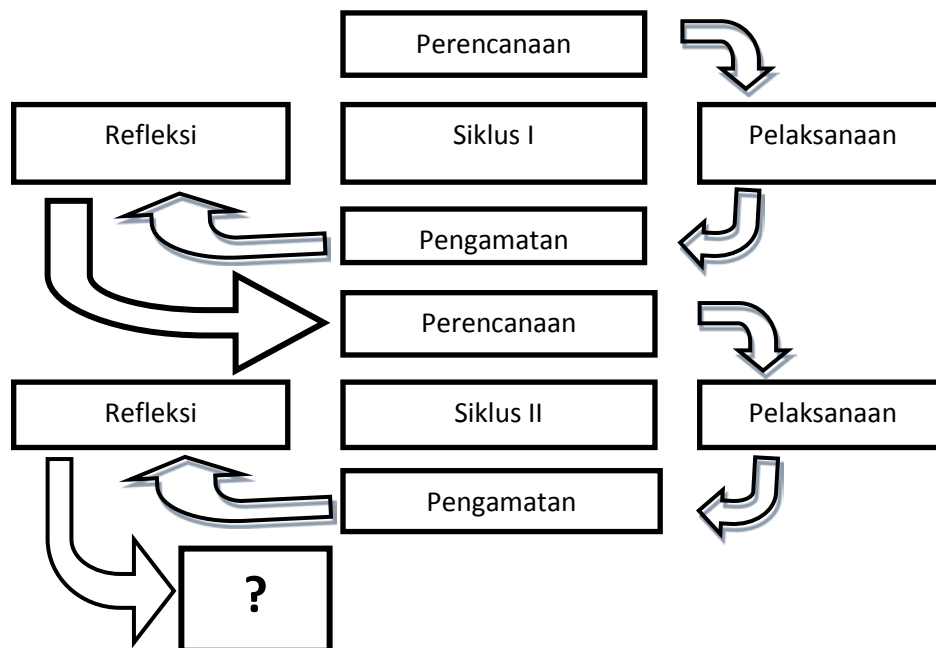 Perencanaan
Refleksi
Siklus I
Pelaksanaan
Pengamatan
Perencanaan
Refleksi
Siklus II
Pelaksanaan
Pengamatan
?